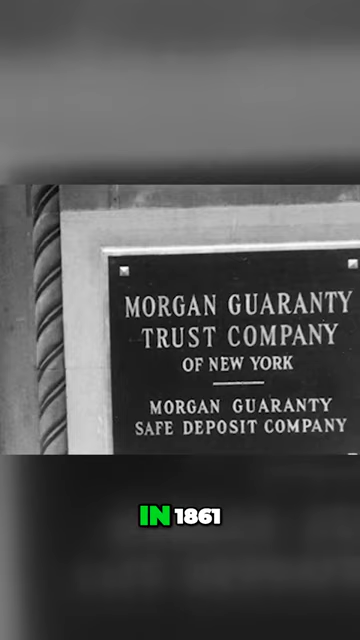 MORGAN GUARANTY
TRUST COMPANY
OF NEW YORK
MORGAN GUARANTY
SAFE DEPOSIT COMPANY
IN 1861